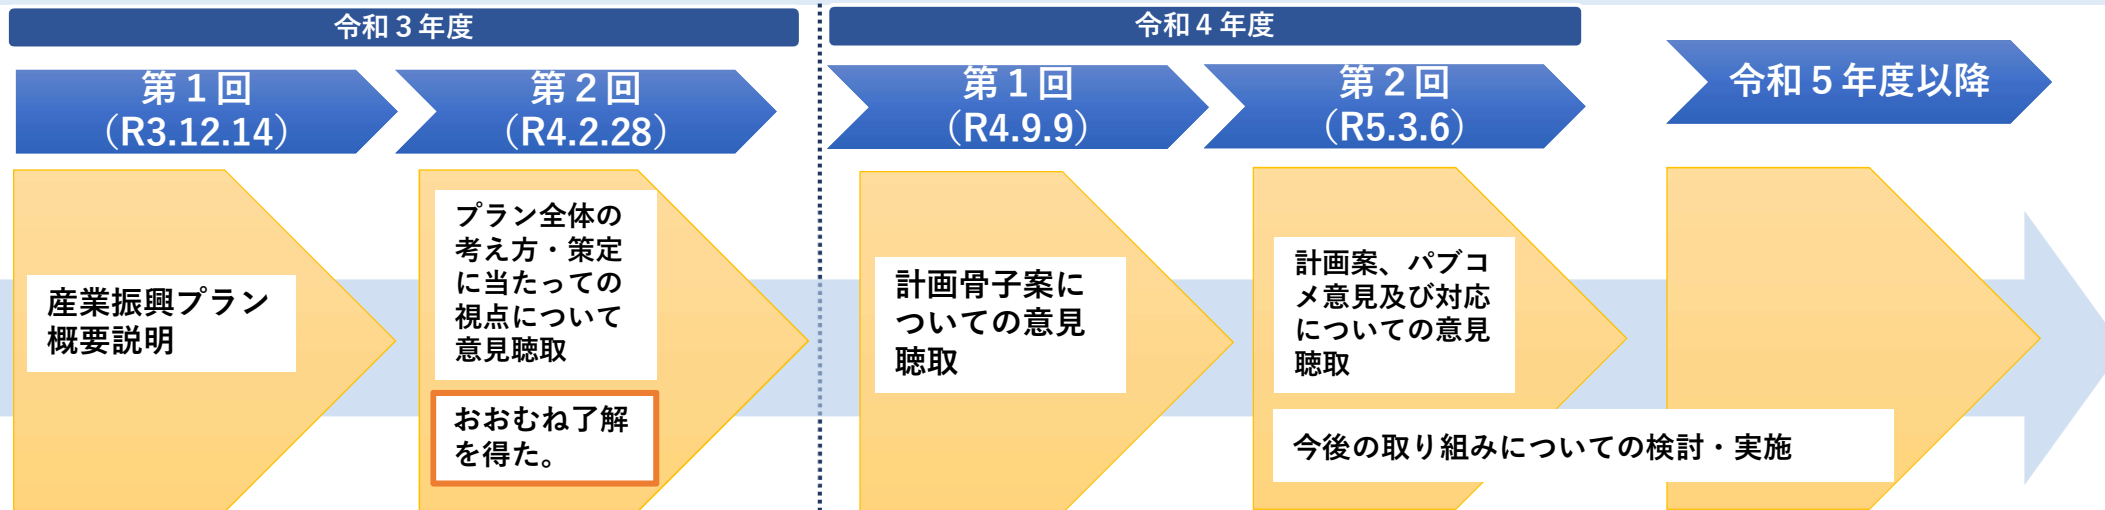 令和３年度
令和４年度
第１回
（R3.12.14）
第２回
（R4.2.28）
第１回
（R4.9.9）
第２回
（R5.3.6）
令和５年度以降
産業振興プラン
概要説明
プラン全体の
考え方・策定
に当たっての
視点について
意見聴取
おおむね了解
を得た。
計画骨子案に
ついての意見
聴取
計画案、パブコ
メ意見及び対応
についての意見
聴取
今後の取り組みについての検討・実施